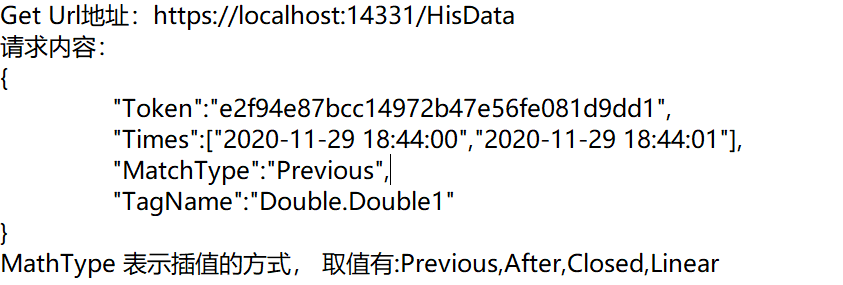 Get Url地址：https://localhost:14331/HisData
请求内容：
{
"Token":"e2f94e87bcc14972b47e56fe081d9dd1",
"Times":["2020-11-29 18:44:00","2020-11-29 18:44:01"],
"MatchType":"Previous",
"TagName":"Double.Double1"
}
MathType 表示插值的方式， 取值有:Previous,After,Closed,Linear